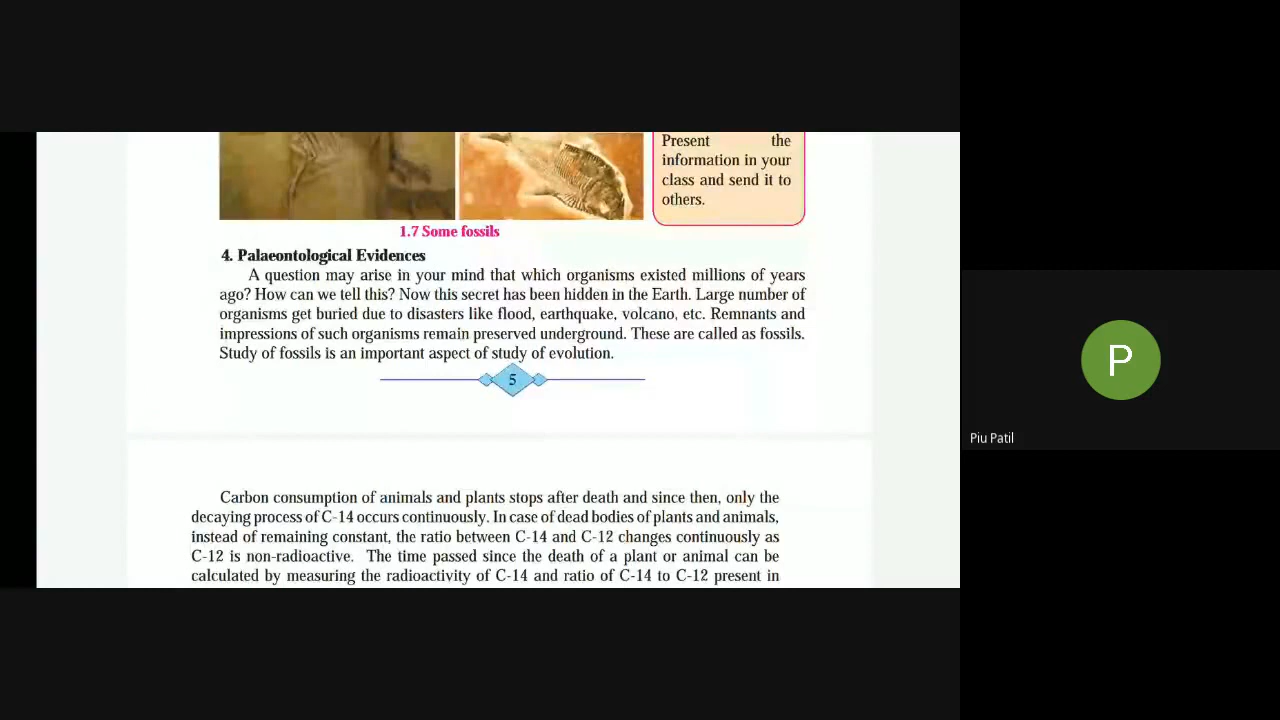 Present the
information in your
class and send it to
others.
1.7 Some fossils
4. Palaeontological Evidences
A question may arise in your mind that which organisms existed millions of years
ago? How can we tell this? Now this secret has been hidden in the Earth. Large number of
organisms get buried due to disasters like flood, earthquake, volcano, etc. Remnants and
impressions of such organisms remain preserved underground. These are called as fossils.
Study of fossils is an important aspect of study of evolution.
5
Carbon consumption of animals and plants stops after death and since then, only the
decaying process of C-14 occurs continuously. In case of dead bodies of plants and animals,
instead of remaining constant, the ratio between C-14 and C-12 changes continuously as
C-12 is non-radioactive. The time passed since the death of a plant or animal can be
calculated by measuring the radioactivity of C-14 and ratio of C-14 to C-12 present in
P
Piu Patil